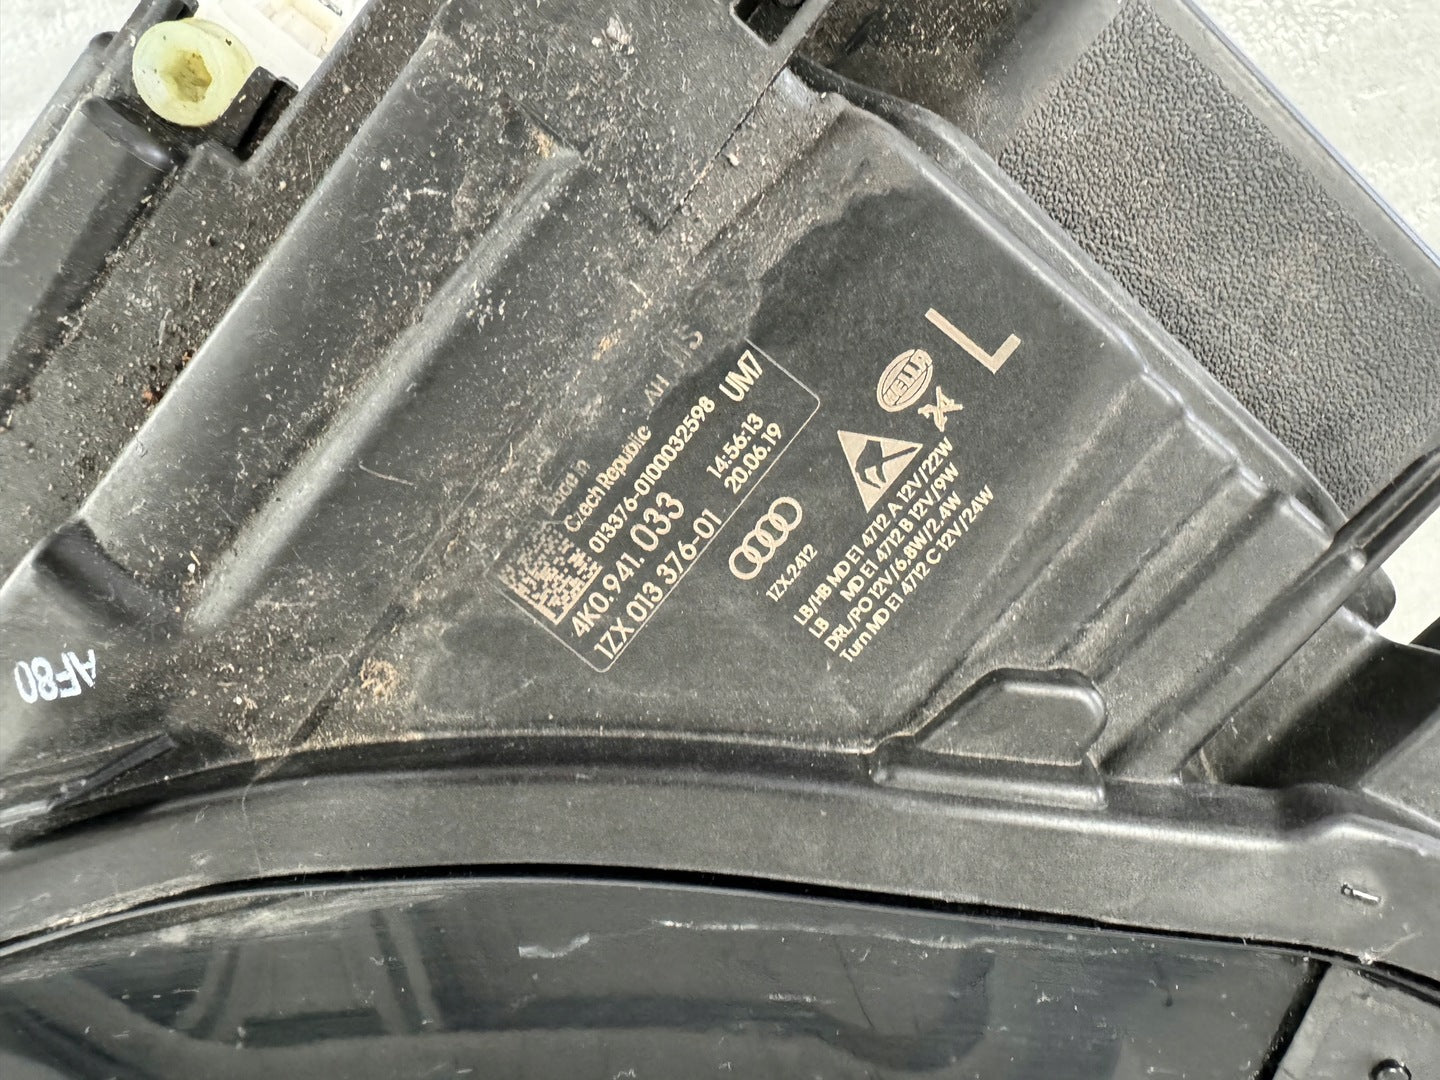 L
HELLA
Czech Republic
013376-0100032598
UM7
4K0.941.033
14:56:13
1ZX 013 376-01
20.06.19
1ZX.2412
LB/HB MD E1 4712 A 12V/22W
LB MD E1 4712 B 12V/9W
DRL/PO 12V/6.8W/2.4W
Turn MD E1 4712 C 12V/24W
AF80